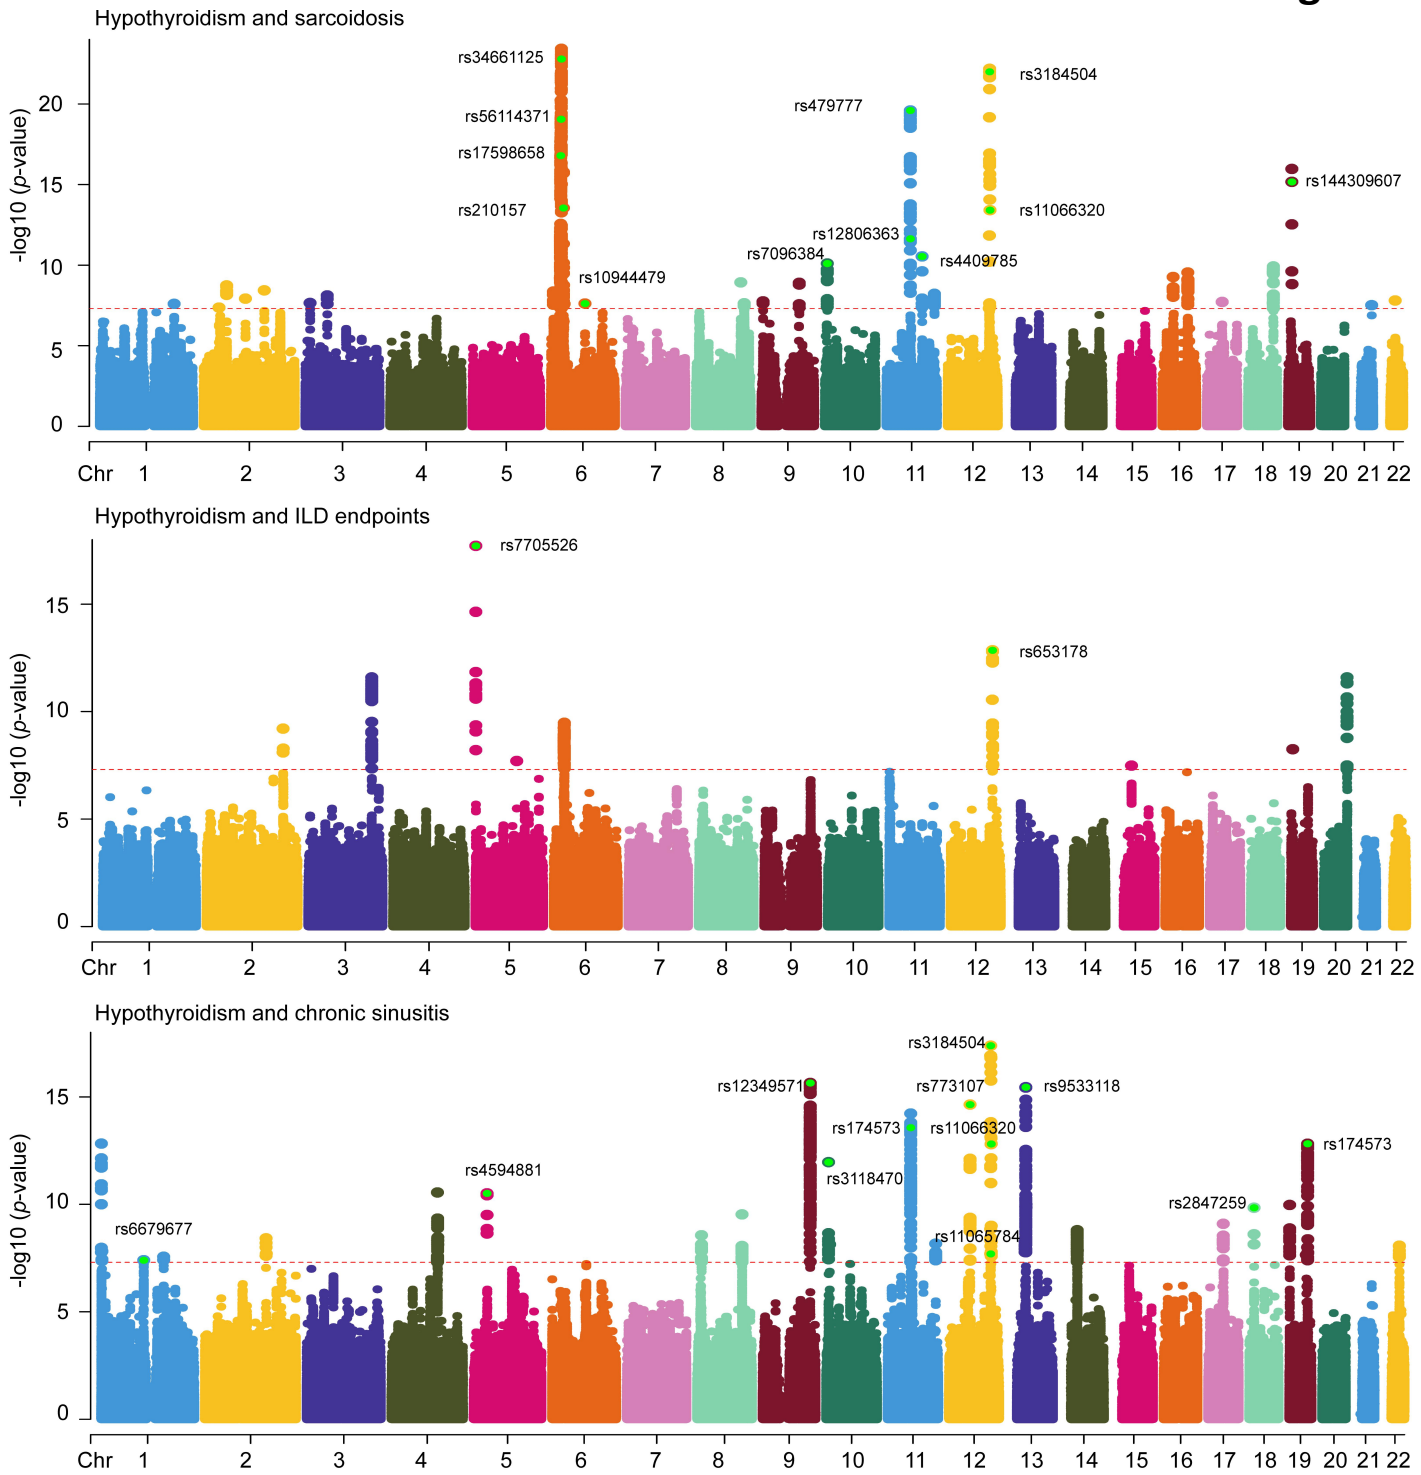 g
Hypothyroidism and sarcoidosis
-log10 (p-value)
20
15
10
5
0
rs34661125
rs56114371
rs17598658
rs210157
rs10944479
rs7096384
rs479777
rs12806363
rs4409785
rs3184504
rs11066320
rs144309607
Chr 1 2 3 4 5 6 7 8 9 10 11 12 13 14 15 16 17 18 19 20 21 22
Hypothyroidism and ILD endpoints
-log10 (p-value)
15
10
5
0
rs7705526
rs653178
Chr 1 2 3 4 5 6 7 8 9 10 11 12 13 14 15 16 17 18 19 20 21 22
Hypothyroidism and chronic sinusitis
-log10 (p-value)
15
10
5
0
rs6679677
rs4594881
rs12349571
rs3118470
rs174573
rs3184504
rs773107
rs11066320
rs11065784
rs9533118
rs2847259
rs174573
Chr 1 2 3 4 5 6 7 8 9 10 11 12 13 14 15 16 17 18 19 20 21 22